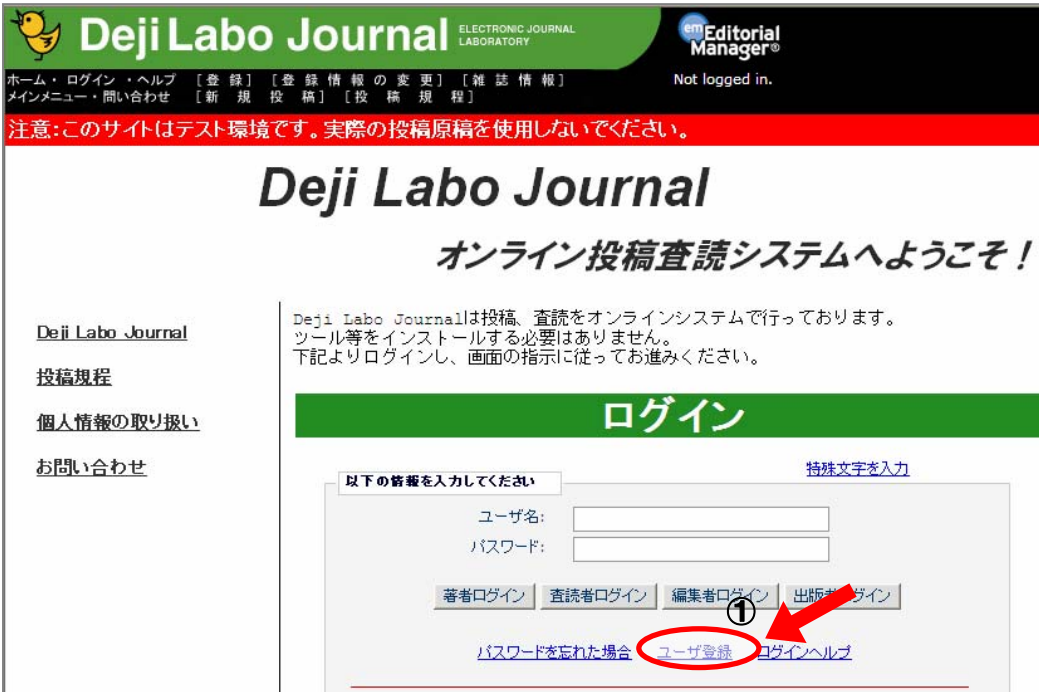 Deji Labo Journal ELECTRONIC JOURNAL LABORATORY
em Editorial Manager®
ホーム・ ログイン ・ヘルプ [登 録] [登 録 情 報 の 変 更] [雑 誌 情 報]
メインメニュー・問い合わせ [新 規 投 稿] [投 稿 規 程]
Not logged in.
注意:このサイトはテスト環境です。実際の投稿原稿を使用しないでください。
Deji Labo Journal
オンライン投稿査読システムへようこそ！
Deji Labo Journal
投稿規程
個人情報の取り扱い
お問い合わせ
Deji Labo Journalは投稿、査読をオンラインシステムで行っております。
ツール等をインストールする必要はありません。
下記よりログインし、画面の指示に従ってお進みください。
ログイン
特殊文字を入力
以下の情報を入力してください
ユーザ名:
パスワード:
著者ログイン 査読者ログイン 編集者ログイン 出版者ログイン
①
パスワードを忘れた場合 ユーザ登録 ログインヘルプ